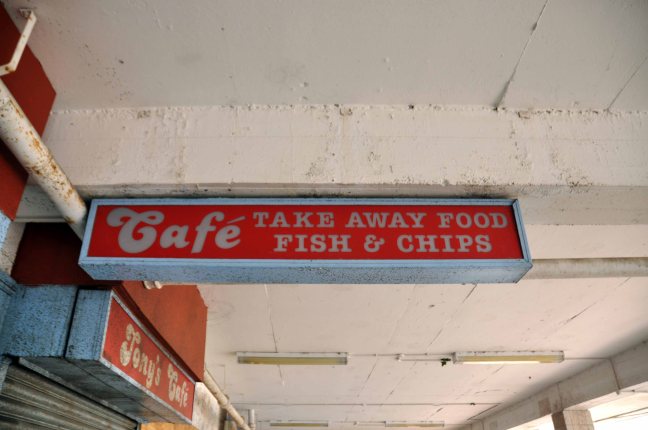 Café
TAKE AWAY FOOD
FISH & CHIPS
Tony's Café